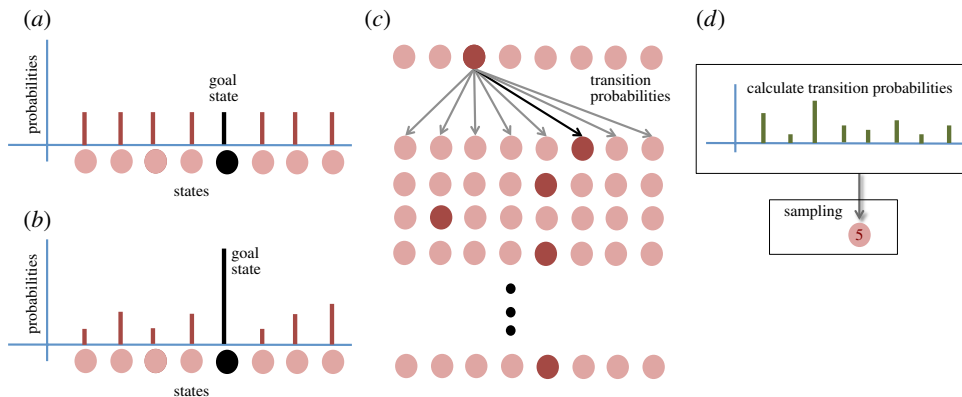 (a)
probabilities
goal
state
states
(b)
probabilities
goal
state
states
(c)
transition
probabilities
(d)
calculate transition probabilities
sampling
5